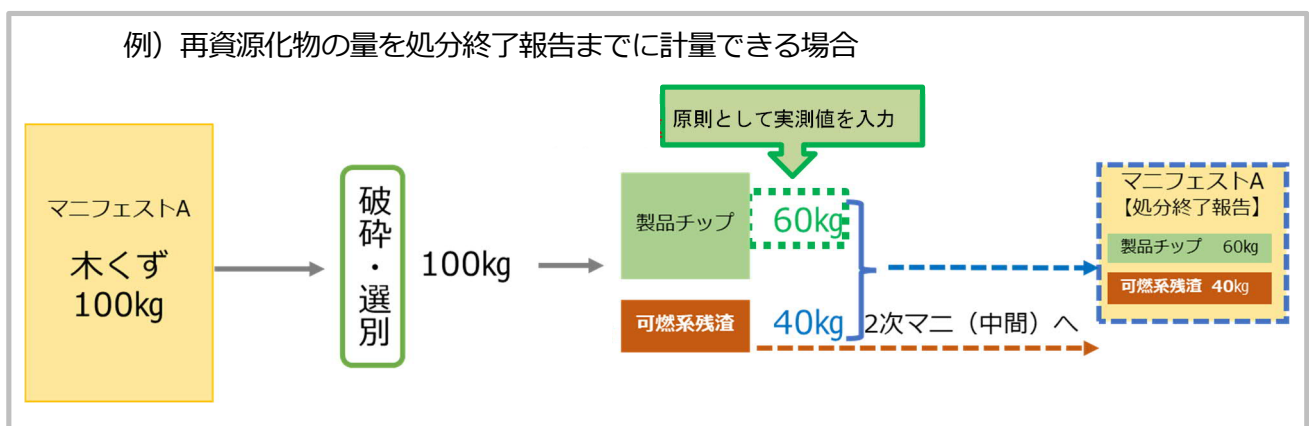 例）再資源化物の量を処分終了報告までに計量できる場合
原則として実測値を入力
マニフェストA
木くず
100kg
破砕・選別
100kg
製品チップ
60kg
可燃系残渣
40kg
2次マニ（中間）へ
マニフェストA
【処分終了報告】
製品チップ 60kg
可燃系残渣 40kg